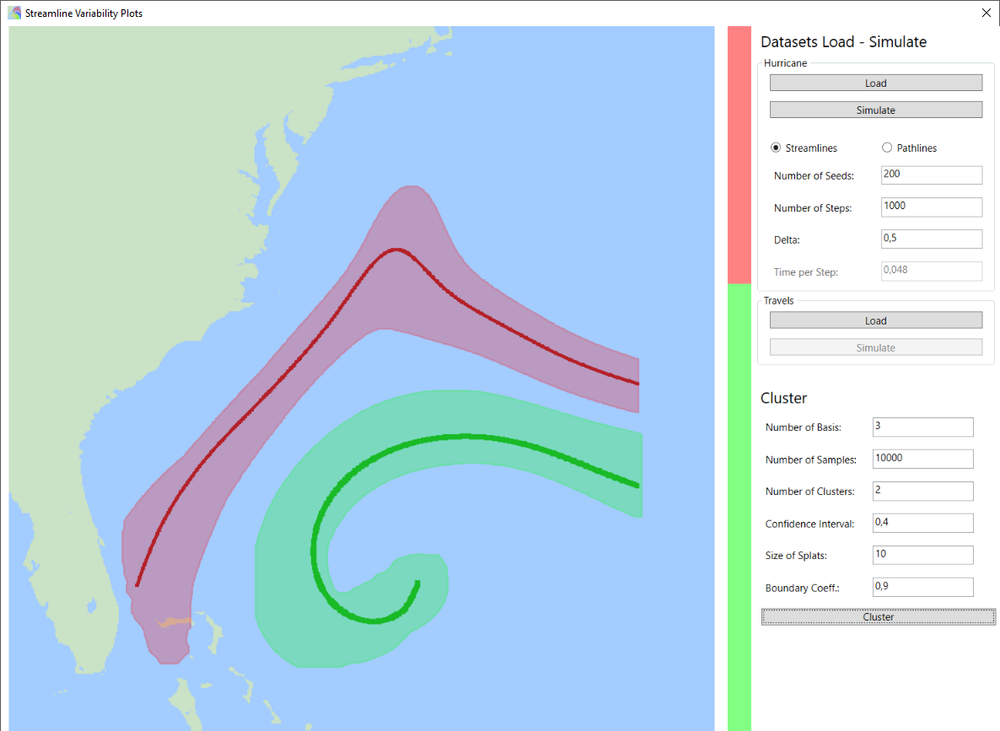 Streamline Variability Plots
Datasets Load - Simulate
Hurricane
Load
Simulate
Streamlines Pathlines
Number of Seeds: 200
Number of Steps: 1000
Delta: 0,5
Time per Step: 0,048
Travels
Load
Simulate
Cluster
Number of Basis: 3
Number of Samples: 10000
Number of Clusters: 2
Confidence Interval: 0,4
Size of Splats: 10
Boundary Coeff.: 0,9
Cluster